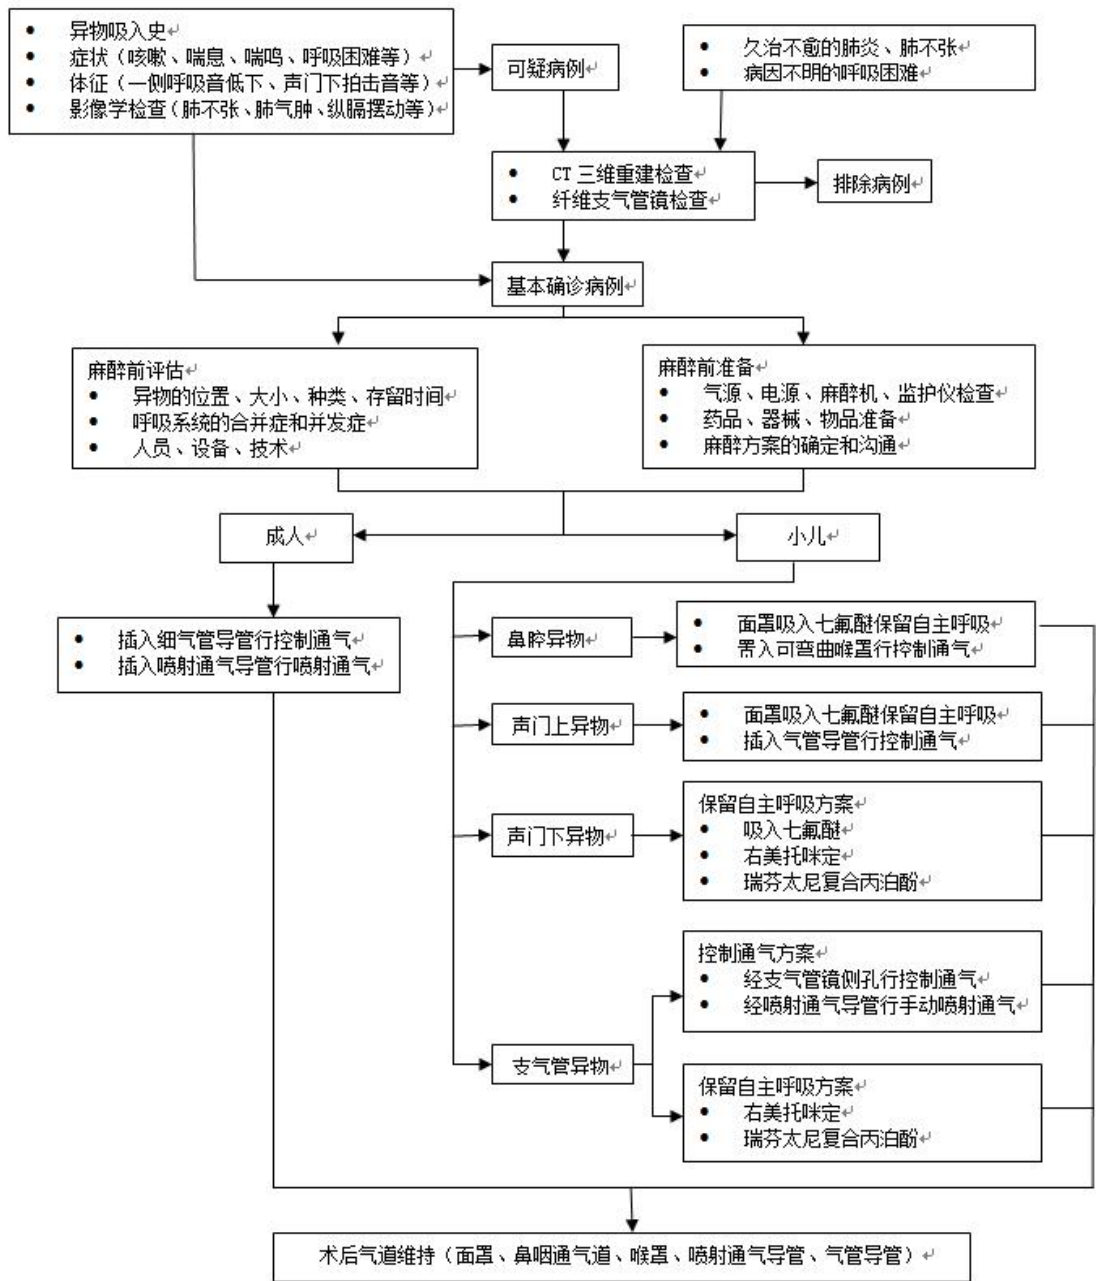 异物吸入史
症状（咳嗽、喘息、喘鸣、呼吸困难等）
体征（一侧呼吸音低下、声门下拍击音等）
影像学检查（肺不张、肺气肿、纵膈摆动等）
可疑病例
久治不愈的肺炎、肺不张
病因不明的呼吸困难
CT 三维重建检查
纤维支气管镜检查
排除病例
基本确诊病例
麻醉前评估
异物的位置、大小、种类、存留时间
呼吸系统的合并症和并发症
人员、设备、技术
麻醉前准备
气源、电源、麻醉机、监护仪检查
药品、器械、物品准备
麻醉方案的确定和沟通
成人
小儿
插入细气管导管行控制通气
插入喷射通气导管行喷射通气
鼻腔异物
面罩吸入七氟醚保留自主呼吸
置入可弯曲喉罩行控制通气
声门上异物
面罩吸入七氟醚保留自主呼吸
插入气管导管行控制通气
声门下异物
保留自主呼吸方案
吸入七氟醚
右美托咪定
瑞芬太尼复合丙泊酚
支气管异物
控制通气方案
经支气管镜侧孔行控制通气
经喷射通气导管行手动喷射通气
保留自主呼吸方案
右美托咪定
瑞芬太尼复合丙泊酚
术后气道维持（面罩、鼻咽通气道、喉罩、喷射通气导管、气管导管）